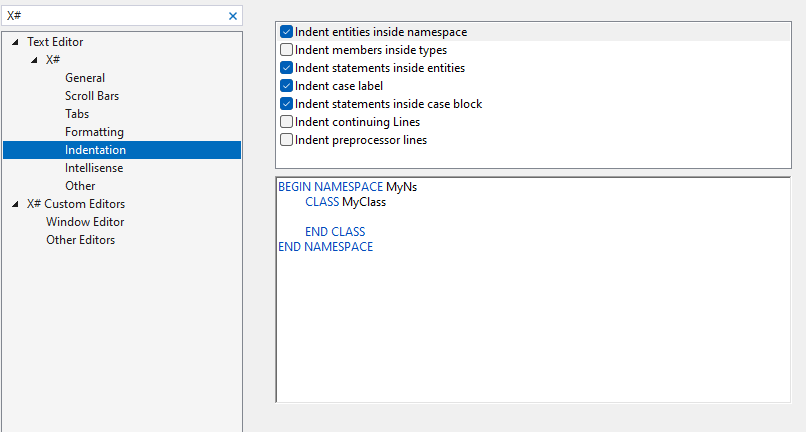 X#
Text Editor
X#
General
Scroll Bars
Tabs
Formatting
Indentation
Intellisense
Other
X# Custom Editors
Window Editor
Other Editors
Indent entities inside namespace
Indent members inside types
Indent statements inside entities
Indent case label
Indent statements inside case block
Indent continuing Lines
Indent preprocessor lines
BEGIN NAMESPACE MyNs
CLASS MyClass
END CLASS
END NAMESPACE